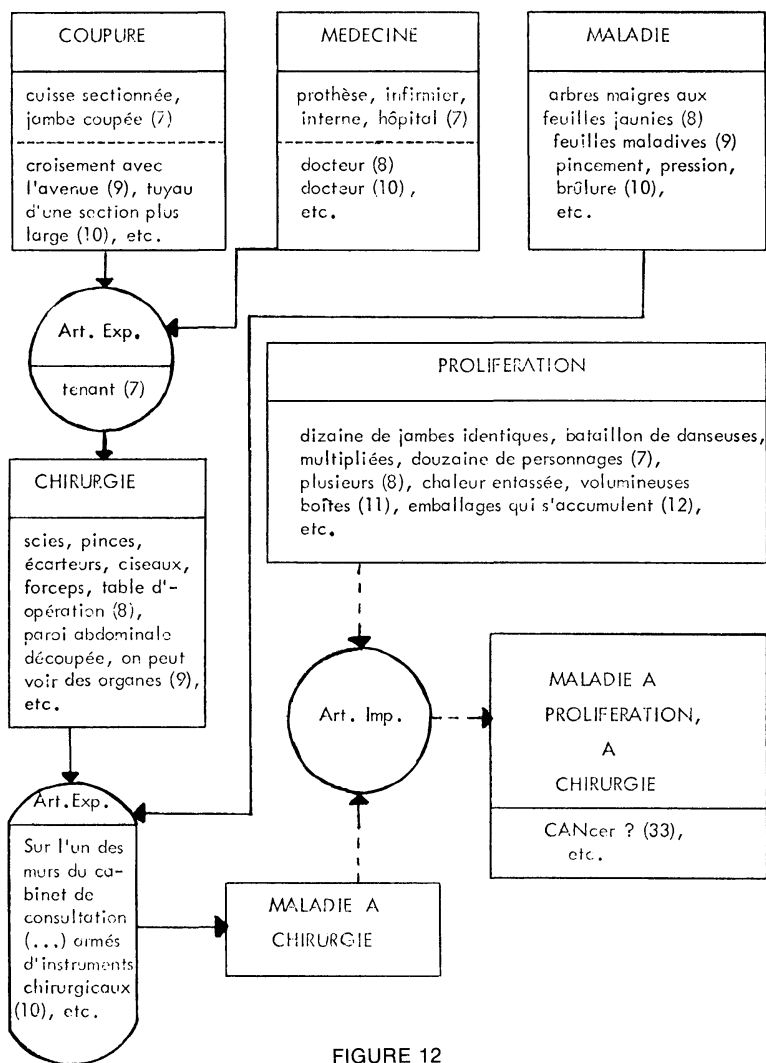 COUPURE
cuisse sectionnée,
jambe coupée (7)
croisement avec
l'avenue (9), tuyau
d'une section plus
large (10), etc.
MEDECINE
prothèse, infirmier,
interne, hôpital (7)
docteur (8)
docteur (10),
etc.
MALADIE
arbres maigres aux
feuilles jaunies (8)
feuilles maladives (9)
pincement, pression,
brûlure (10),
etc.
Art. Exp.
tenant (7)
PROLIFERATION
dizaine de jambes identiques, bataillon de danseuses,
multipliées, douzaine de personnages (7),
plusieurs (8), chaleur entassée, volumineuses
boîtes (11), emballages qui s'accumulent (12),
etc.
CHIRURGIE
scies, pinces,
écarteurs, ciseaux,
forceps, table d'-
opération (8),
paroi abdominale
découpée, on peut
voir des organes (9),
etc.
Art. Imp.
MALADIE A
PROLIFERATION,
A
CHIRURGIE
CANcer ? (33),
etc.
Art.Exp.
Sur l'un des
murs du ca-
binet de
consultation
(...) armés
d'instruments
chirurgicaux
(10), etc.
MALADIE A
CHIRURGIE
FIGURE 12